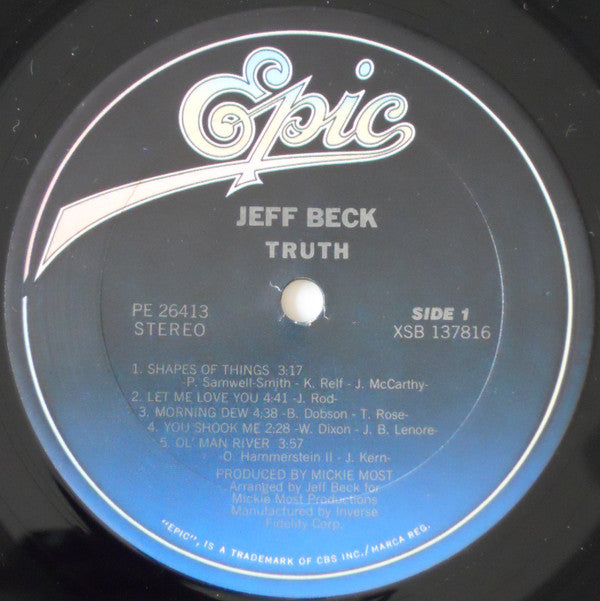 Epic
JEFF BECK
TRUTH
PE 26413
STEREO
SIDE 1
XSB 137816
1. SHAPES OF THINGS 3:17
-P. Samwell-Smith - K. Relf - J. McCarthy-
2. LET ME LOVE YOU 4:41 -J. Rod-
3. MORNING DEW 4;38 -B. Dobson - T. Rose-
4. YOU SHOOK ME 2:28 -W. Dixon - J. B. Lenore-
5. OL' MAN RIVER 3:57
-O. Hammerstein II - J. Kern-
PRODUCED BY MICKIE MOST
Arranged by Jeff Beck for
Mickie Most Productions
Manufactured by Inverse
Fidelity Corp.
"EPIC", IS A TRADEMARK OF CBS INC./MARCA REG.